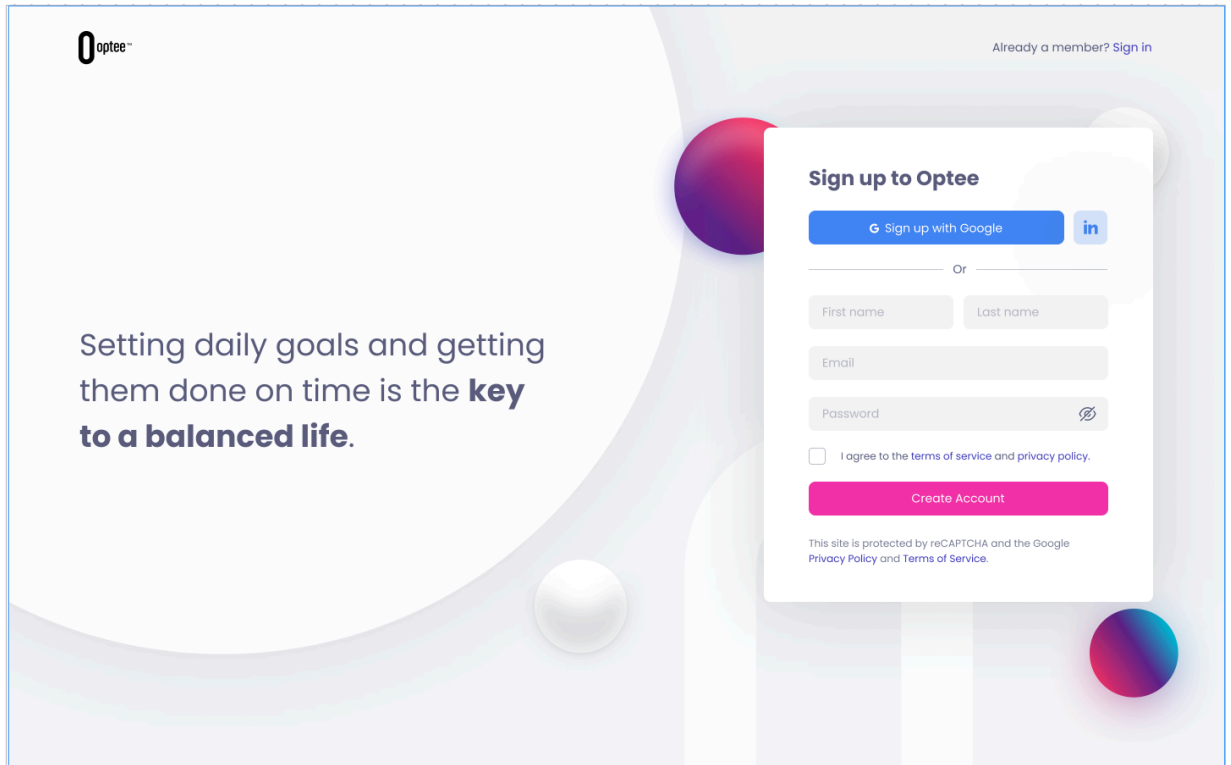 optee™
Already a member? Sign in
Setting daily goals and getting
them done on time is the key
to a balanced life.
Sign up to Optee
G Sign up with Google
in
Or
First name
Last name
Email
Password
I agree to the terms of service and privacy policy.
Create Account
This site is protected by reCAPTCHA and the Google
Privacy Policy and Terms of Service.